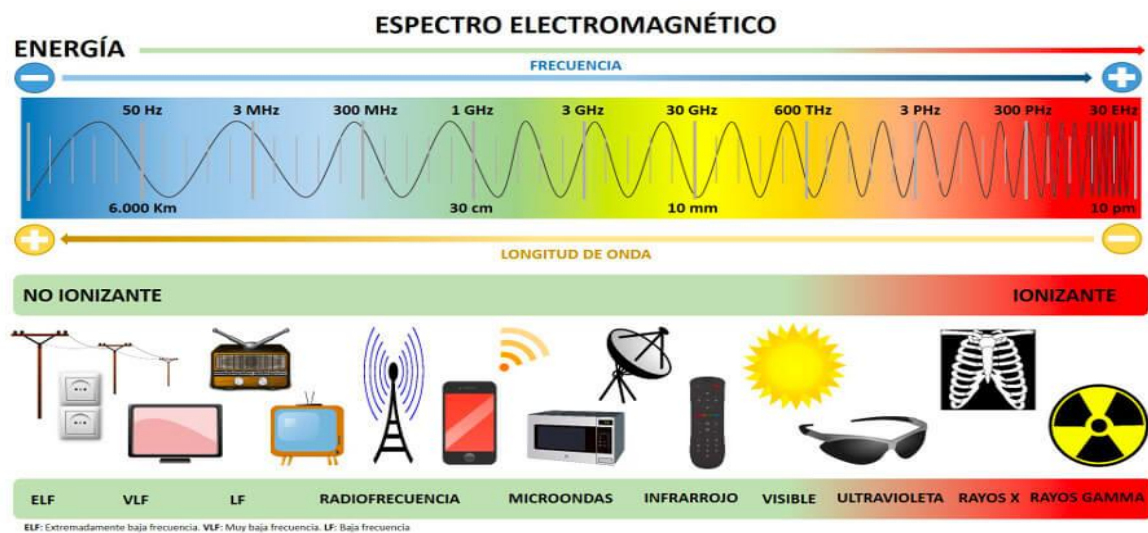 ESPECTRO ELECTROMAGNÉTICO
ENERGÍA
FRECUENCIA
50 Hz 3 MHz 300 MHz 1 GHz 3 GHz 30 GHz 600 THz 3 PHz 300 PHz 30 EHz
6.000 Km 30 cm 10 mm 10 pm
LONGITUD DE ONDA
NO IONIZANTE IONIZANTE
ELF VLF LF RADIOFRECUENCIA MICROONDAS INFRARROJO VISIBLE ULTRAVIOLETA RAYOS X RAYOS GAMMA
ELF: Extremadamente baja frecuencia. VLF: Muy baja frecuencia. LF: Baja frecuencia